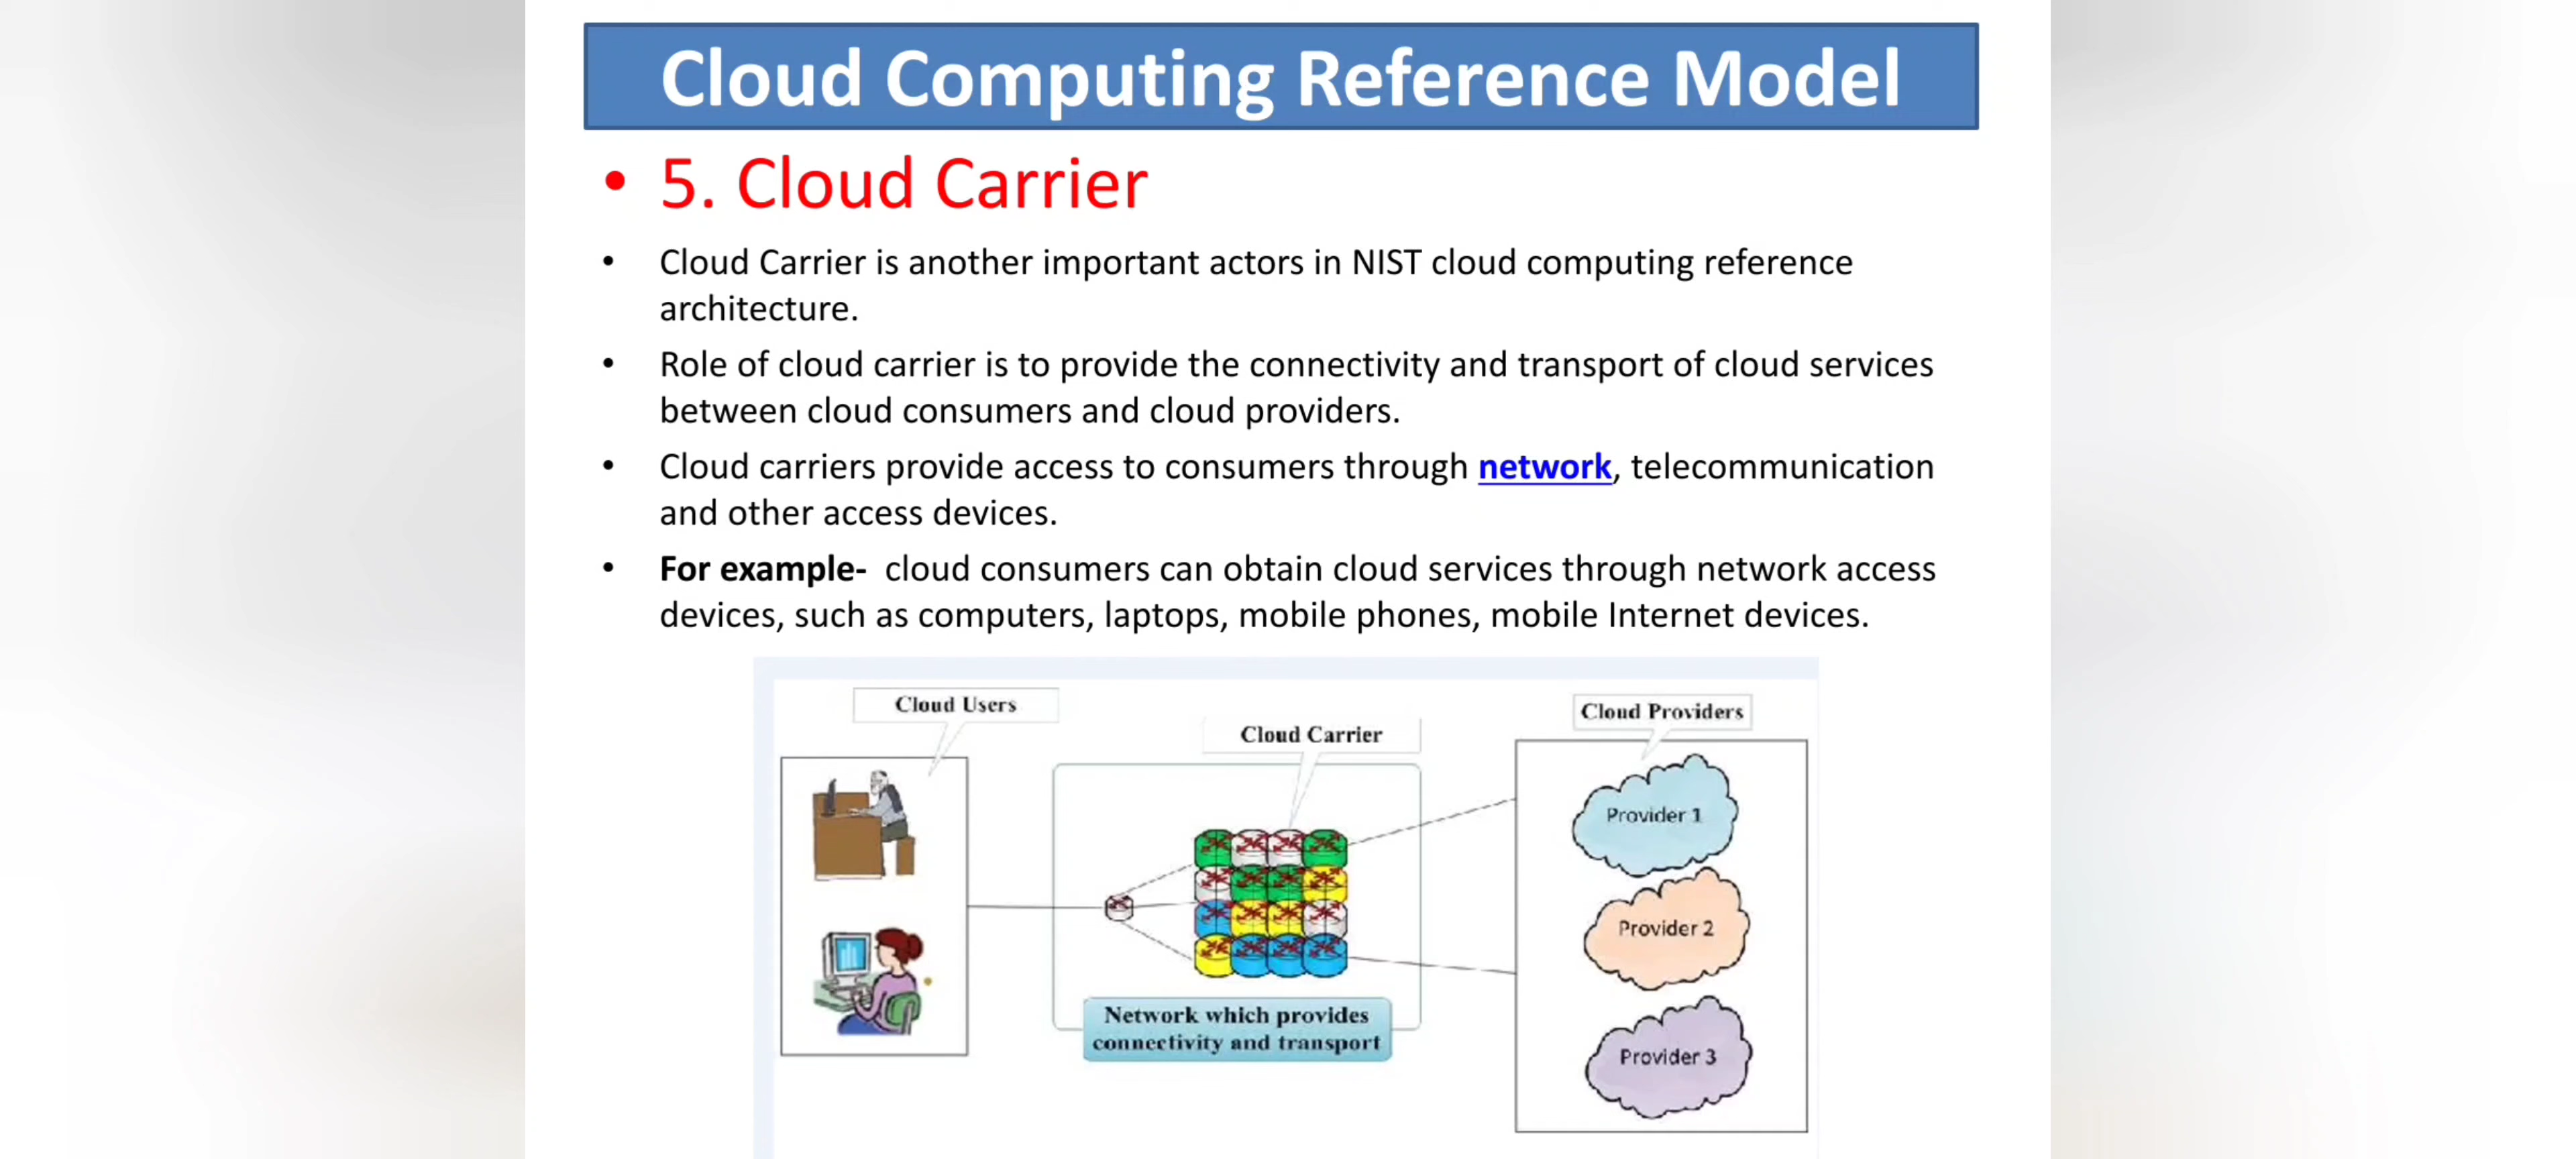 Cloud Computing Reference Model
• 5. Cloud Carrier
• Cloud Carrier is another important actors in NIST cloud computing reference
architecture.
• Role of cloud carrier is to provide the connectivity and transport of cloud services
between cloud consumers and cloud providers.
• Cloud carriers provide access to consumers through network, telecommunication
and other access devices.
• For example- cloud consumers can obtain cloud services through network access
devices, such as computers, laptops, mobile phones, mobile Internet devices.
Cloud Users
Cloud Carrier
Cloud Providers
Provider 1
Provider 2
Provider 3
Network which provides
connectivity and transport